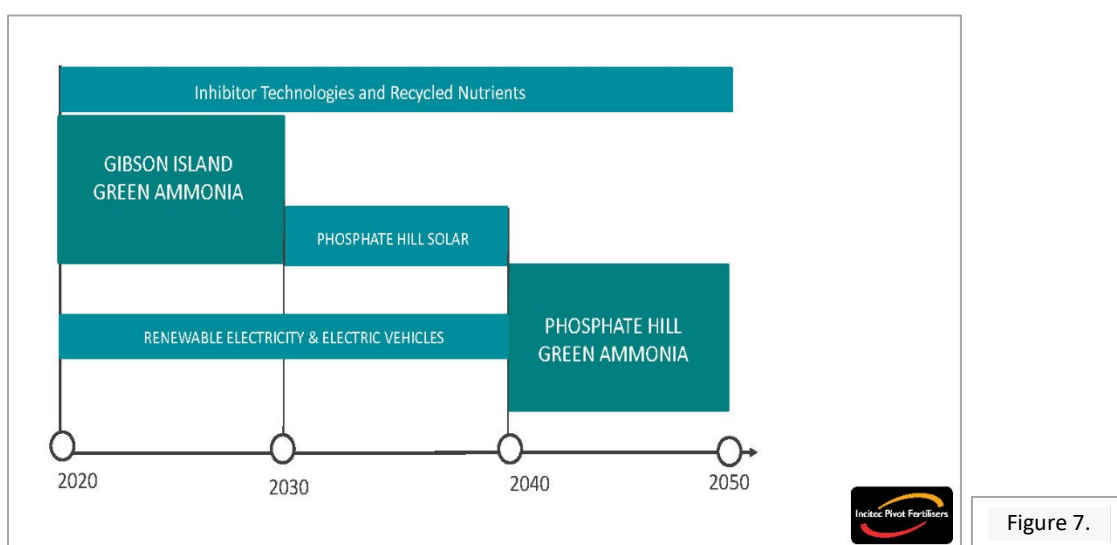 Inhibitor Technologies and Recycled Nutrients
GIBSON ISLAND
GREEN AMMONIA
PHOSPHATE HILL SOLAR
RENEWABLE ELECTRICITY & ELECTRIC VEHICLES
PHOSPHATE HILL
GREEN AMMONIA
2020
2030
2040
2050
Incitec Pivot Fertilisers
Figure 7.